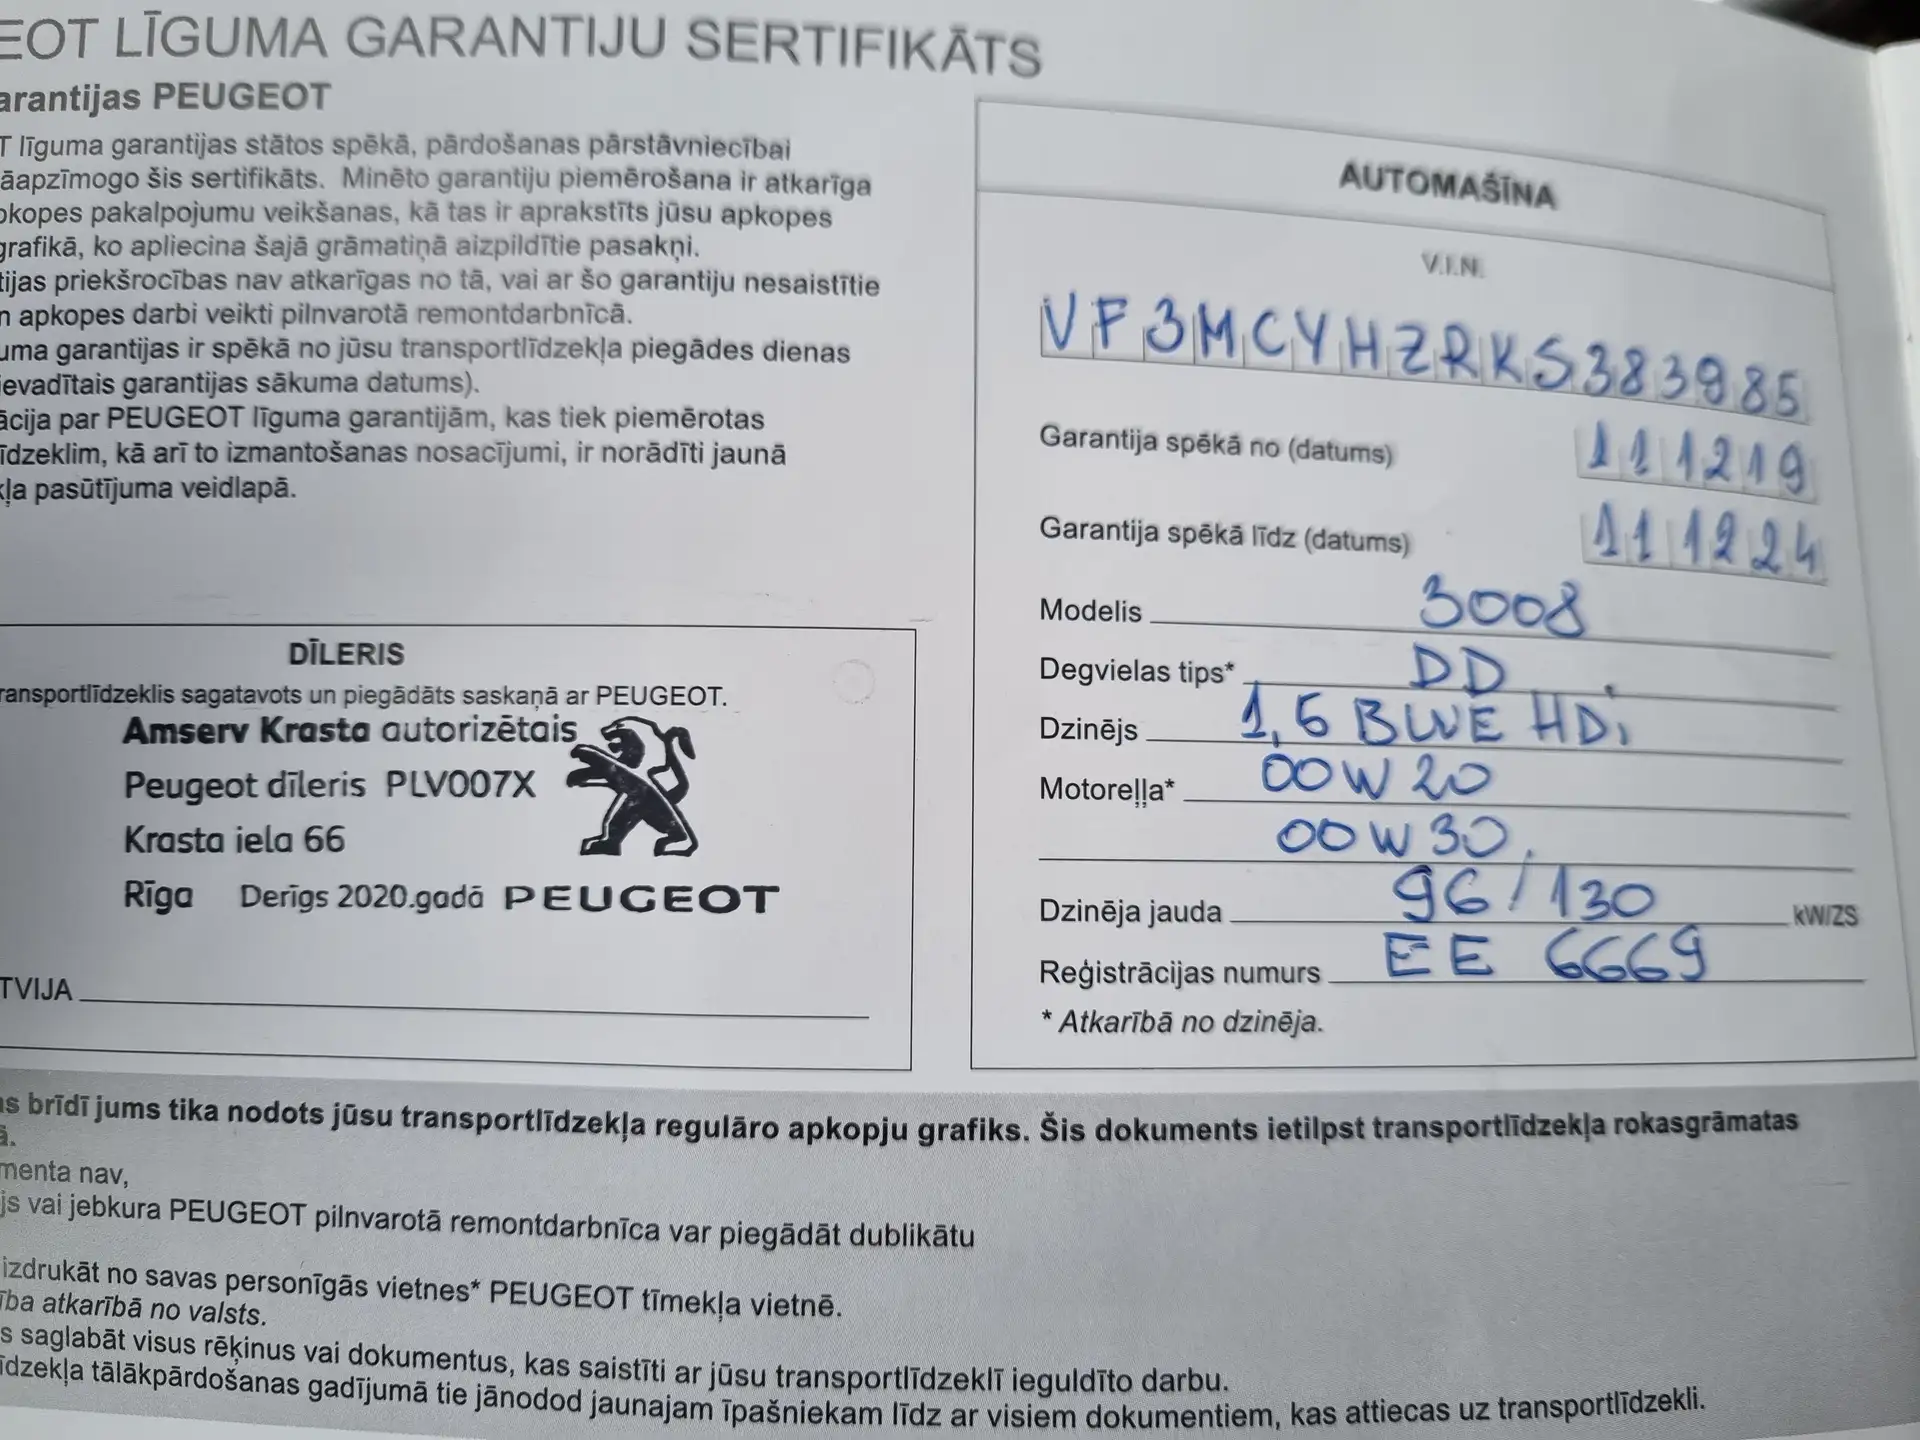 EOT LĪGUMA GARANTIJU SERTIFIKĀTS
arantijas PEUGEOT
T līguma garantijas stātos spēkā, pārdošanas pārstāvniecībai
āapzīmogo šis sertifikāts. Minēto garantiju piemērošana ir atkarīga
pkopes pakalpojumu veikšanas, kā tas ir aprakstīts jūsu apkopes
grafikā, ko apliecina šajā grāmatiņā aizpildītie pasakņi.
tijas priekšrocības nav atkarīgas no tā, vai ar šo garantiju nesaistītie
n apkopes darbi veikti pilnvarotā remontdarbnīcā.
uma garantijas ir spēkā no jūsu transportlīdzekļa piegādes dienas
ievadītais garantijas sākuma datums).
ācija par PEUGEOT līguma garantijām, kas tiek piemērotas
īdzeklim, kā arī to izmantošanas nosacījumi, ir norādīti jaunā
kļa pasūtījuma veidlapā.
DĪLERIS
ransportlīdzeklis sagatavots un piegādāts saskaņā ar PEUGEOT.
Amserv Krasta autorizētais
Peugeot dīleris PLV007X
Krasta iela 66
Rīga Derīgs 2020.gadā PEUGEOT
TVIJA
AUTOMAŠĪNA
V.I.N.
VF3MCYHZRKS383985
Garantija spēkā no (datums) 111219
Garantija spēkā līdz (datums) 111224
Modelis 3008
Degvielas tips* DD
Dzinējs 1,5 BLUE HDi
Motoreļļa* 00W20
00W30
Dzinēja jauda 96/130 kW/ZS
Reģistrācijas numurs EE 6669
* Atkarībā no dzinēja.
as brīdī jums tika nodots jūsu transportlīdzekļa regulāro apkopju grafiks. Šis dokuments ietilpst transportlīdzekļa rokasgrāmatas
ā.
menta nav,
js vai jebkura PEUGEOT pilnvarotā remontdarbnīca var piegādāt dublikātu
izdrukāt no savas personīgās vietnes* PEUGEOT tīmekļa vietnē.
ība atkarībā no valsts.
s saglabāt visus rēķinus vai dokumentus, kas saistīti ar jūsu transportlīdzeklī ieguldīto darbu.
īdzekļa tālākpārdošanas gadījumā tie jānodod jaunajam īpašniekam līdz ar visiem dokumentiem, kas attiecas uz transportlīdzekli.